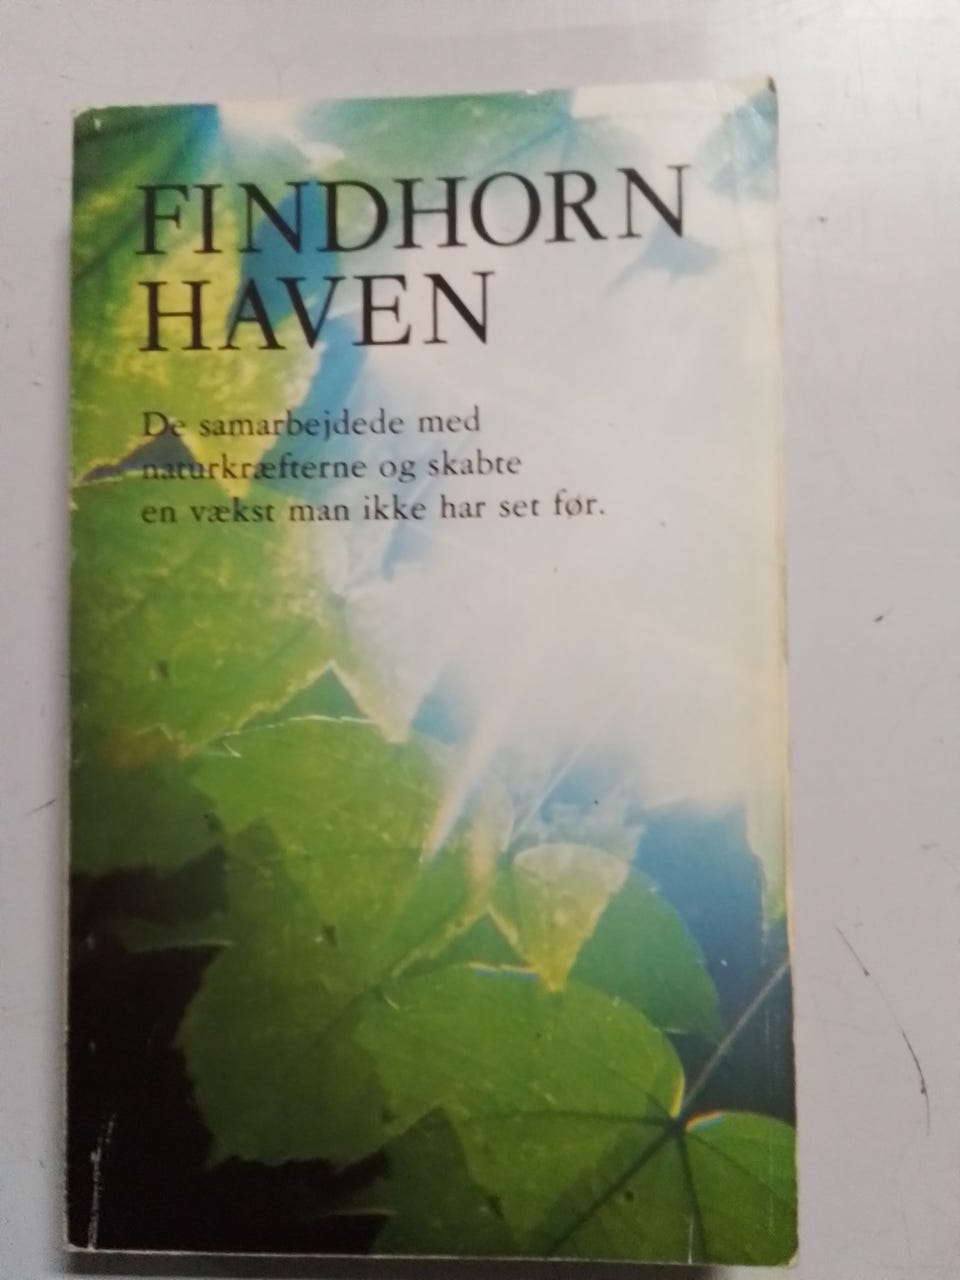 FINDHORN
HAVEN
De samarbejdede med
naturkræfterne og skabte
en vækst man ikke har set før.